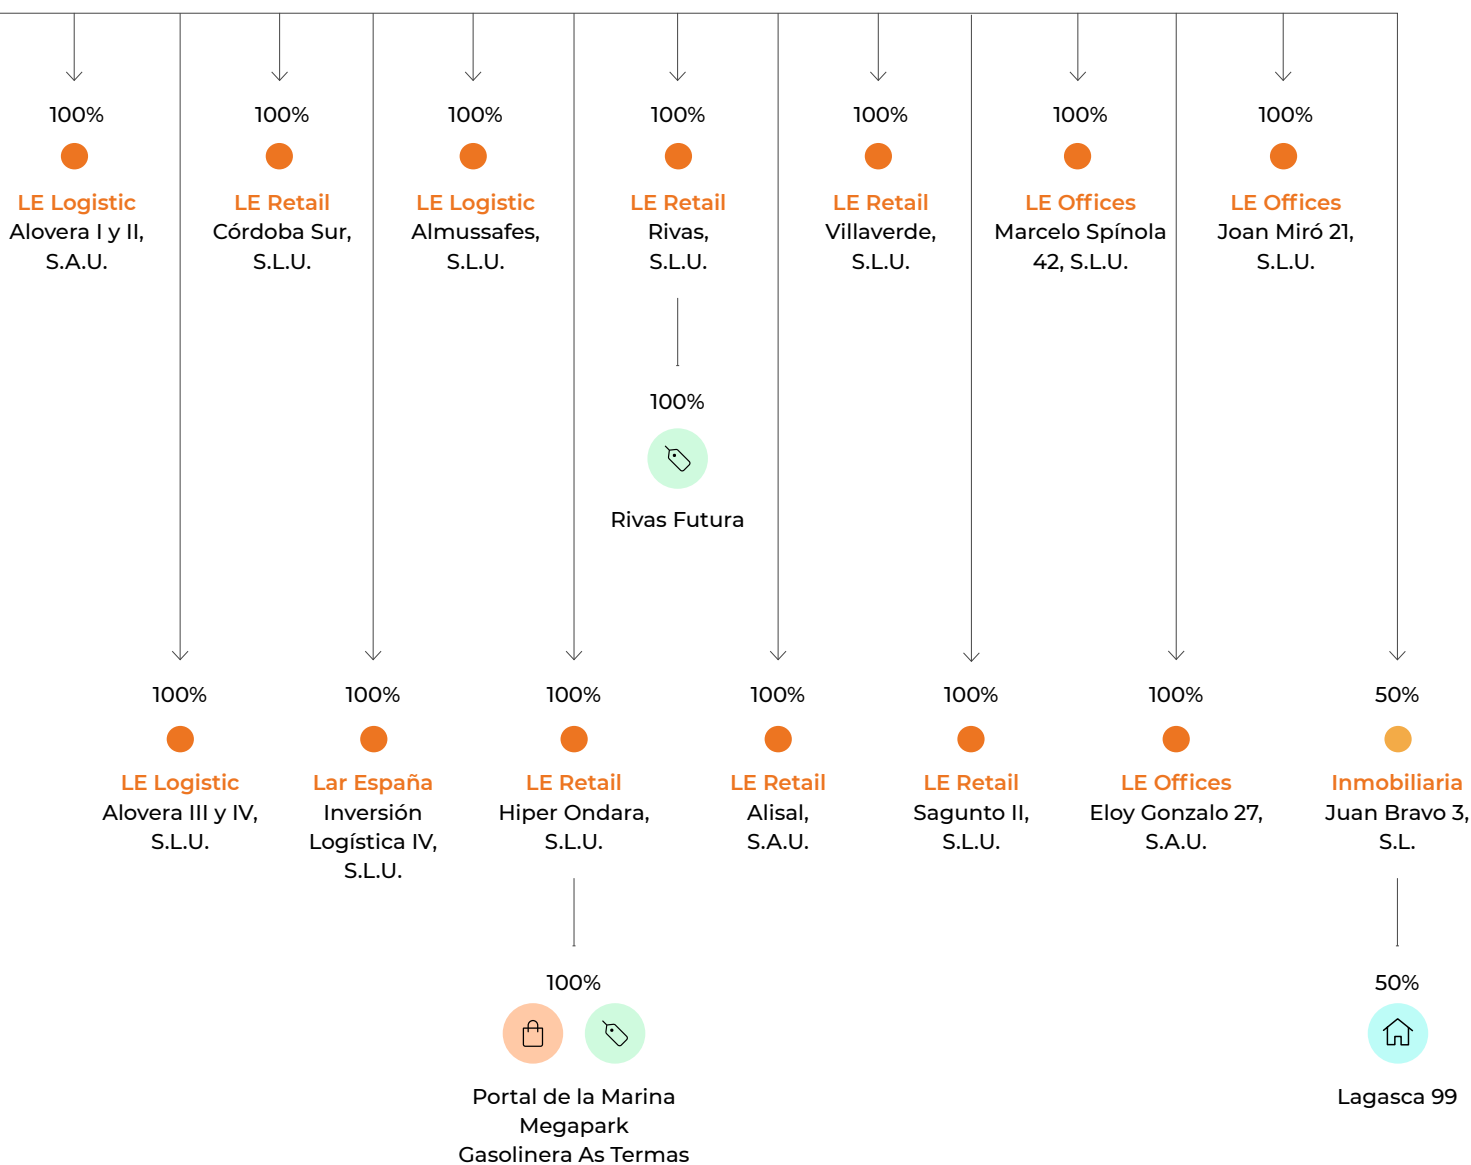 100%
LE Logistic
Alovera I y II,
S.A.U.
100%
LE Retail
Córdoba Sur,
S.L.U.
100%
LE Logistic
Almussafes,
S.L.U.
100%
LE Retail
Rivas,
S.L.U.
100%
Rivas Futura
100%
LE Retail
Villaverde,
S.L.U.
100%
LE Offices
Marcelo Spínola
42, S.L.U.
100%
LE Offices
Joan Miró 21,
S.L.U.
100%
LE Logistic
Alovera III y IV,
S.L.U.
100%
Lar España
Inversión
Logística IV,
S.L.U.
100%
LE Retail
Hiper Ondara,
S.L.U.
100%
Portal de la Marina
Megapark
Gasolinera As Termas
100%
LE Retail
Alisal,
S.A.U.
100%
LE Retail
Sagunto II,
S.L.U.
100%
LE Offices
Eloy Gonzalo 27,
S.A.U.
50%
Inmobiliaria
Juan Bravo 3,
S.L.
50%
Lagasca 99